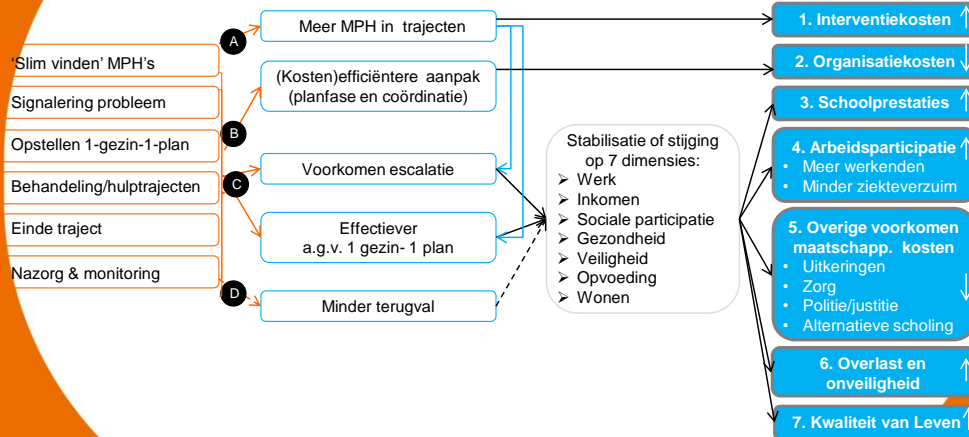 'Slim vinden' MPH's
Signalering probleem
Opstellen 1-gezin-1-plan
Behandeling/hulptrajecten
Einde traject
Nazorg & monitoring
A
B
C
D
Meer MPH in trajecten
(Kosten)efficiëntere aanpak
(planfase en coördinatie)
Voorkomen escalatie
Effectiever
a.g.v. 1 gezin- 1 plan
Minder terugval
Stabilisatie of stijging
op 7 dimensies:
Werk
Inkomen
Sociale participatie
Gezondheid
Veiligheid
Opvoeding
Wonen
1. Interventiekosten
2. Organisatiekosten
3. Schoolprestaties
4. Arbeidsparticipatie
• Meer werkenden
• Minder ziekteverzuim
5. Overige voorkomen
maatschapp. kosten
• Uitkeringen
• Zorg
• Politie/justitie
• Alternatieve scholing
6. Overlast en
onveiligheid
7. Kwaliteit van Leven